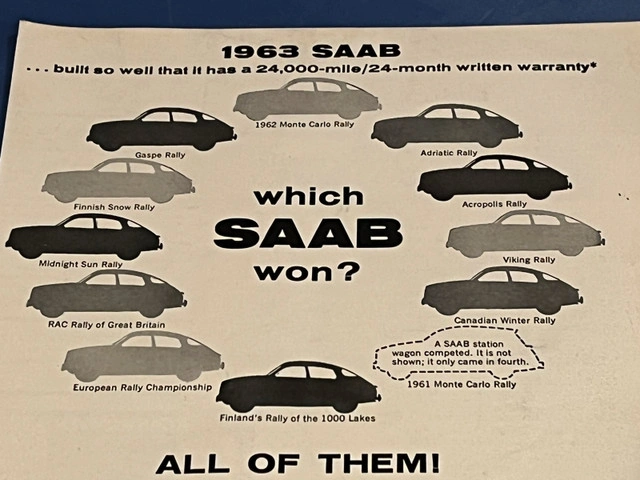 1963 SAAB
... built so well that it has a 24,000-mile/24-month written warranty*
1962 Monte Carlo Rally
Gaspe Rally
Adriatic Rally
Finnish Snow Rally
Acropolis Rally
which
SAAB
won?
Midnight Sun Rally
Viking Rally
RAC Rally of Great Britain
Canadian Winter Rally
A SAAB station
wagon competed. It is not
shown; it only came in fourth.
1961 Monte Carlo Rally
European Rally Championship
Finland's Rally of the 1000 Lakes
ALL OF THEM!